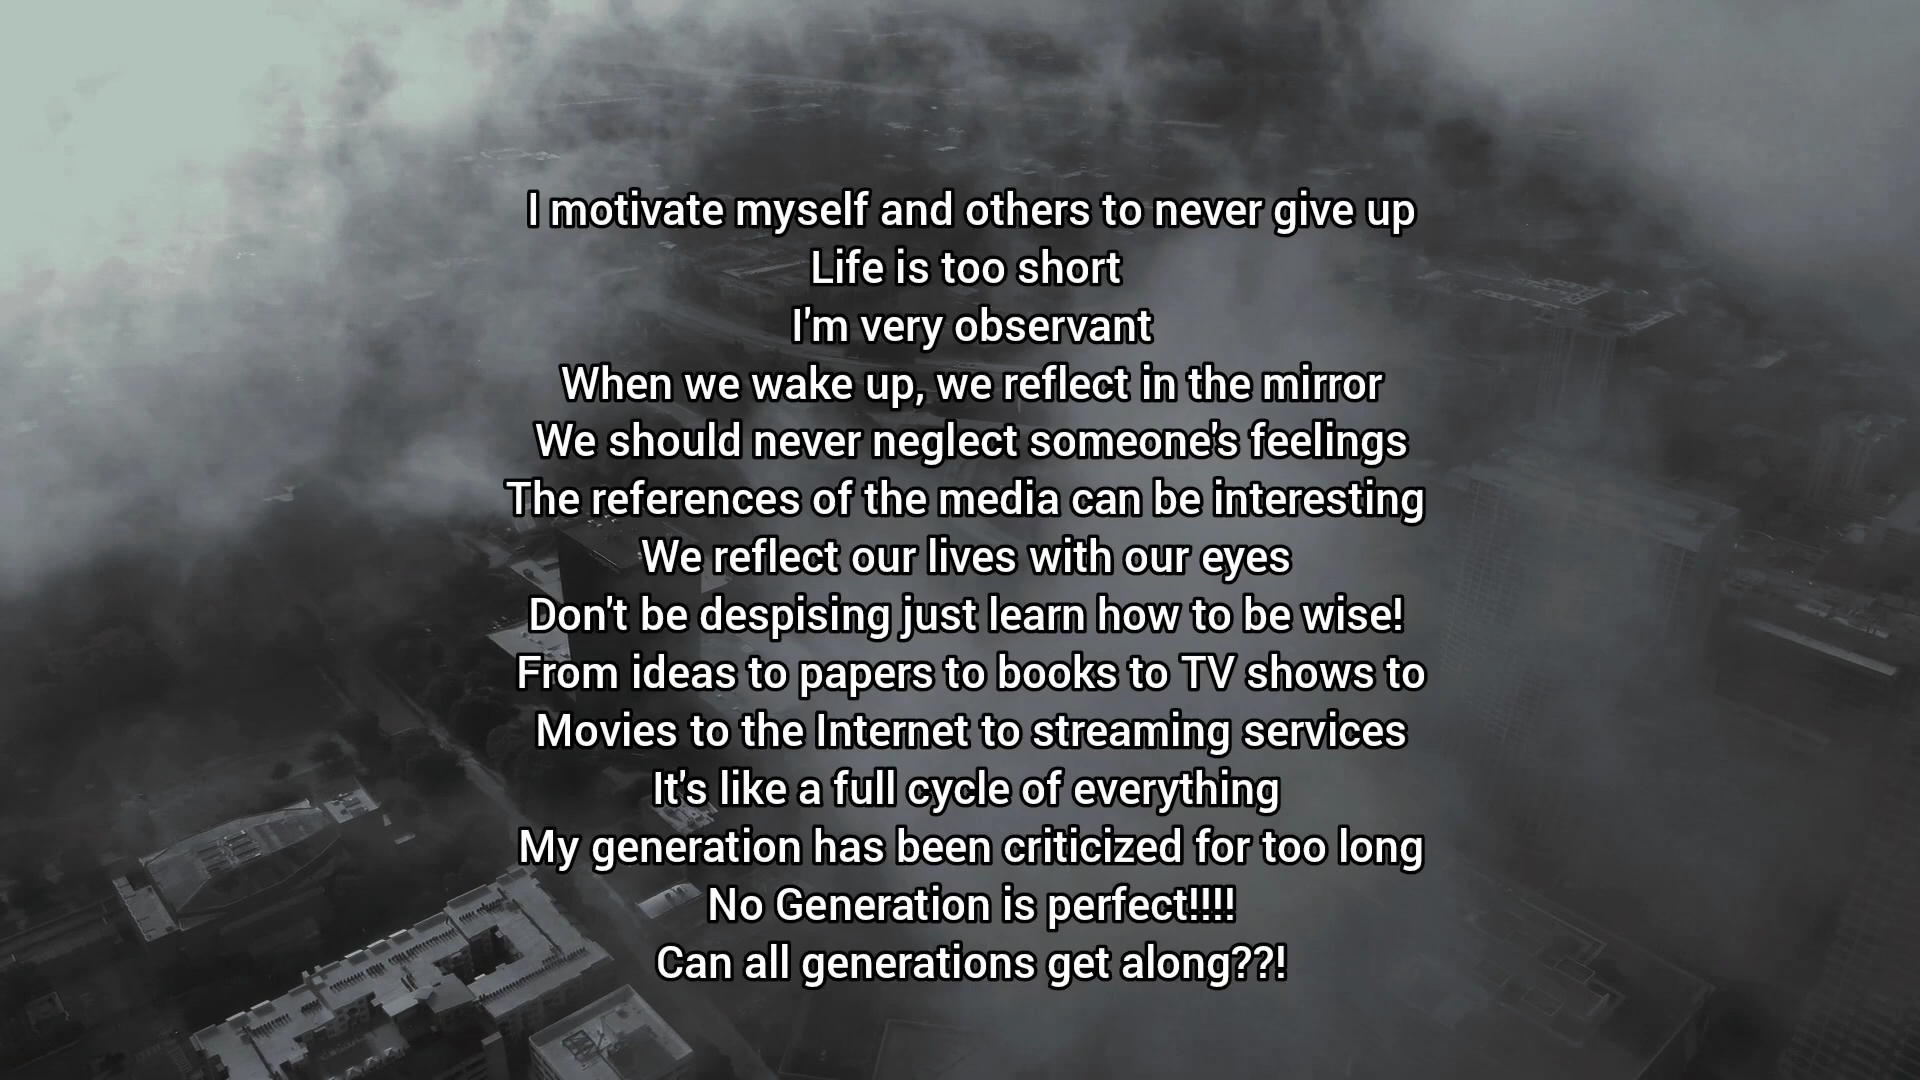 I motivate myself and others to never give up
Life is too short
I'm very observant
When we wake up, we reflect in the mirror
We should never neglect someone's feelings
The references of the media can be interesting
We reflect our lives with our eyes
Don't be despising just learn how to be wise!
From ideas to papers to books to TV shows to
Movies to the Internet to streaming services
It's like a full cycle of everything
My generation has been criticized for too long
No Generation is perfect!!!!
Can all generations get along??!